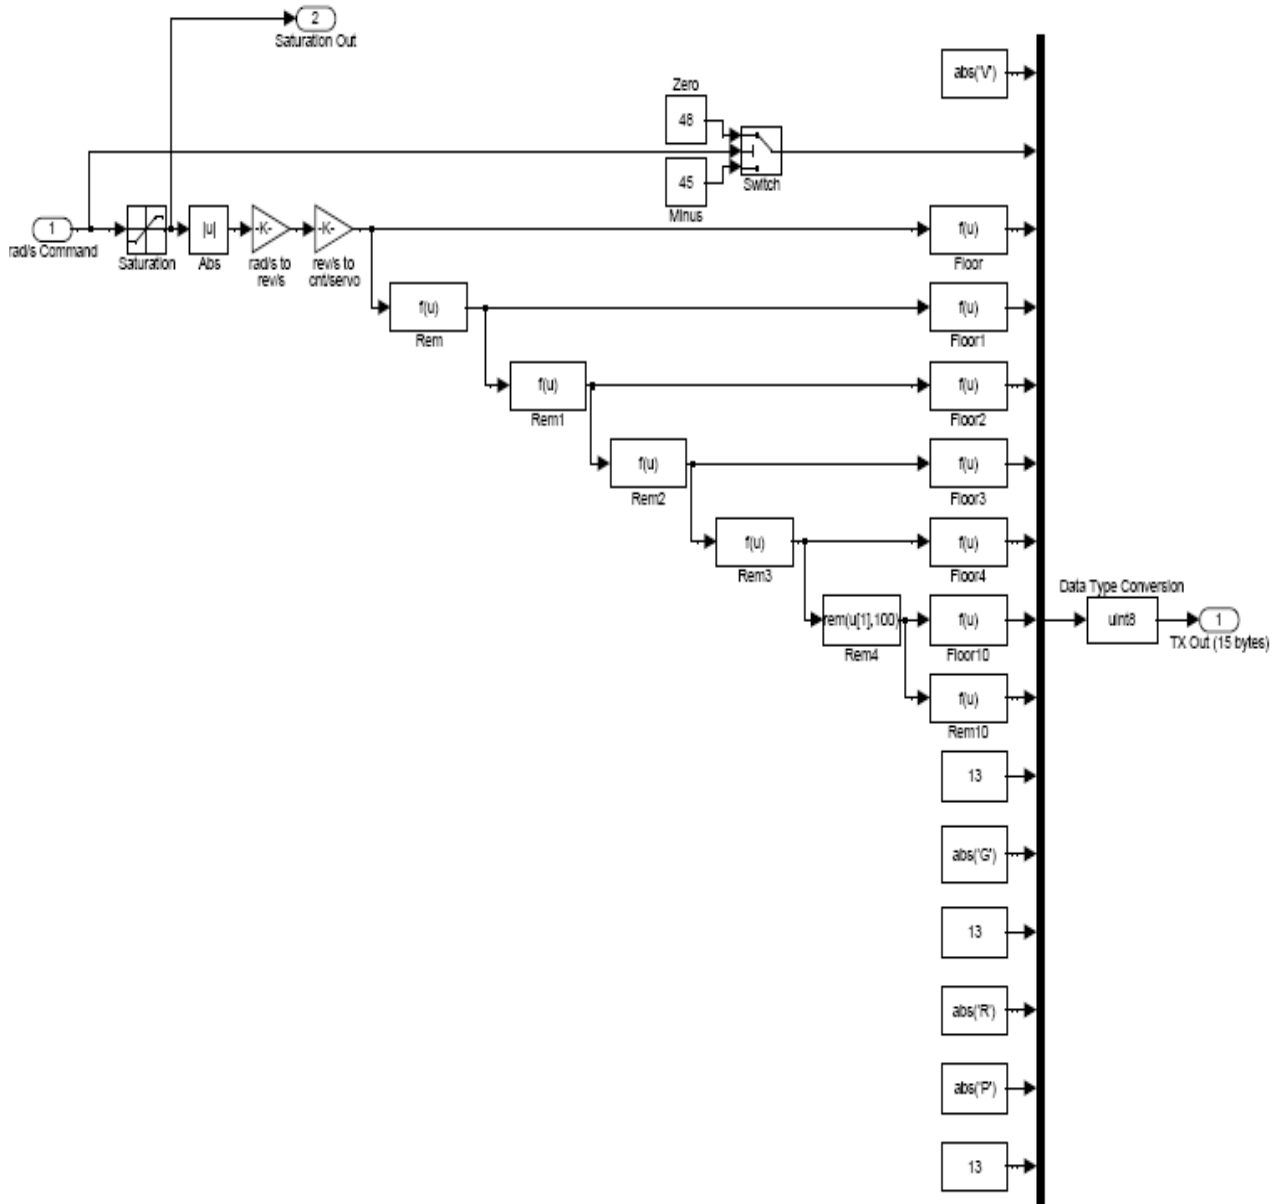 2
Saturation Out
abs('V')
Zero
48
45
Minus
Switch
1
rad/s Command
Saturation
|u|
Abs
-K-
rad/s to
rev/s
-K-
rev/s to
cnt/servo
f(u)
Floor
f(u)
Rem
f(u)
Floor1
f(u)
Rem1
f(u)
Floor2
f(u)
Rem2
f(u)
Floor3
f(u)
Rem3
f(u)
Floor4
rem(u[1],100)
Rem4
f(u)
Floor10
Data Type Conversion
uint8
1
TX Out (15 bytes)
f(u)
Rem10
13
abs('G')
13
abs('R')
abs('P')
13